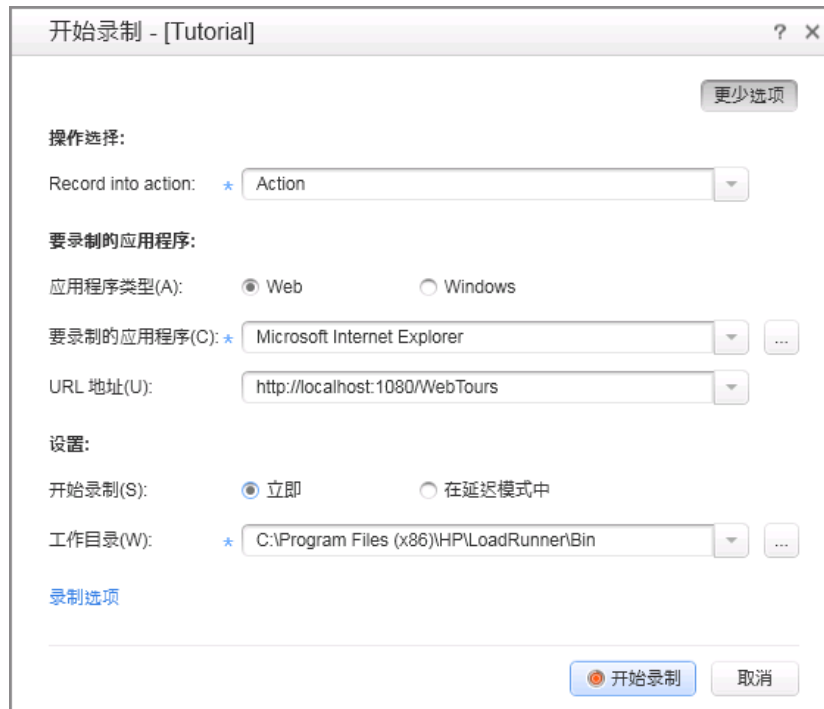 开始录制 - [Tutorial] ? ×
更少选项
操作选择:
Record into action: * Action
要录制的应用程序:
应用程序类型(A): Web Windows
要录制的应用程序(C): * Microsoft Internet Explorer ...
URL 地址(U): http://localhost:1080/WebTours
设置:
开始录制(S): 立即 在延迟模式中
工作目录(W): * C:\Program Files (x86)\HP\LoadRunner\Bin ...
录制选项
开始录制 取消